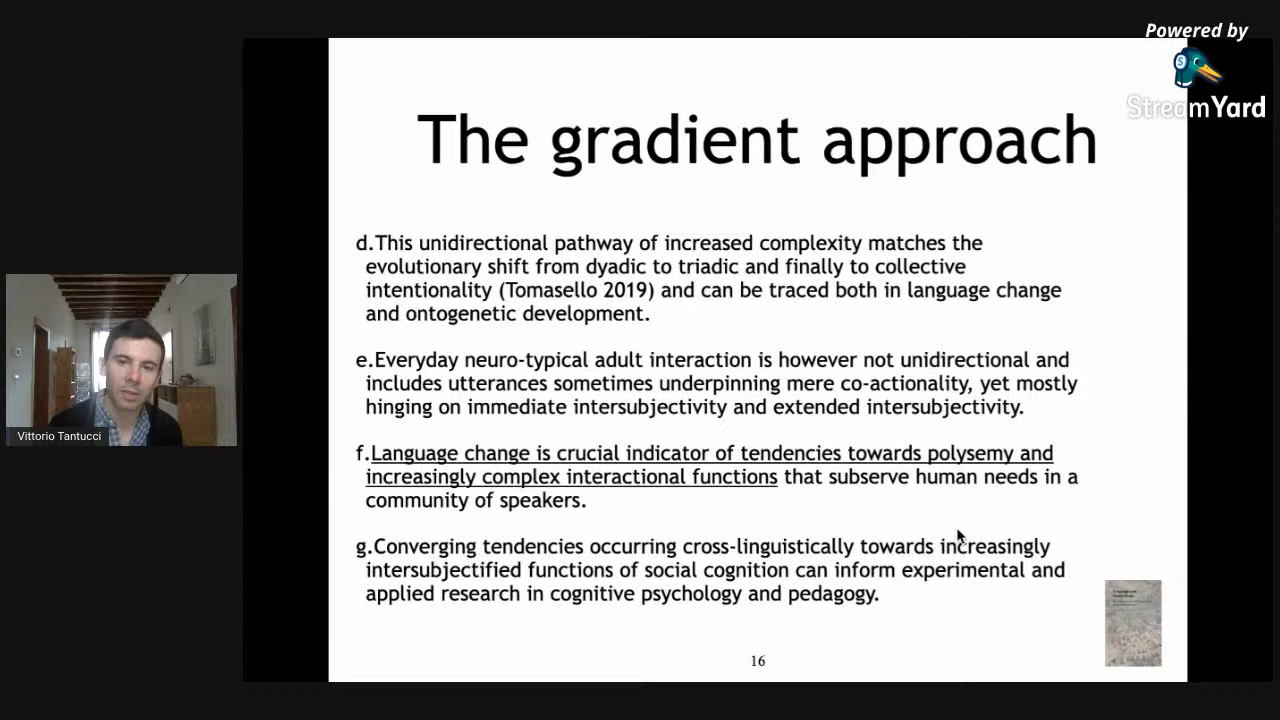 Powered by
StreamYard
The gradient approach
d.This unidirectional pathway of increased complexity matches the
evolutionary shift from dyadic to triadic and finally to collective
intentionality (Tomasello 2019) and can be traced both in language change
and ontogenetic development.
e.Everyday neuro-typical adult interaction is however not unidirectional and
includes utterances sometimes underpinning mere co-actionality, yet mostly
hinging on immediate intersubjectivity and extended intersubjectivity.
f.Language change is crucial indicator of tendencies towards polysemy and
increasingly complex interactional functions that subserve human needs in a
community of speakers.
g.Converging tendencies occurring cross-linguistically towards increasingly
intersubjectified functions of social cognition can inform experimental and
applied research in cognitive psychology and pedagogy.
16
Vittorio Tantucci